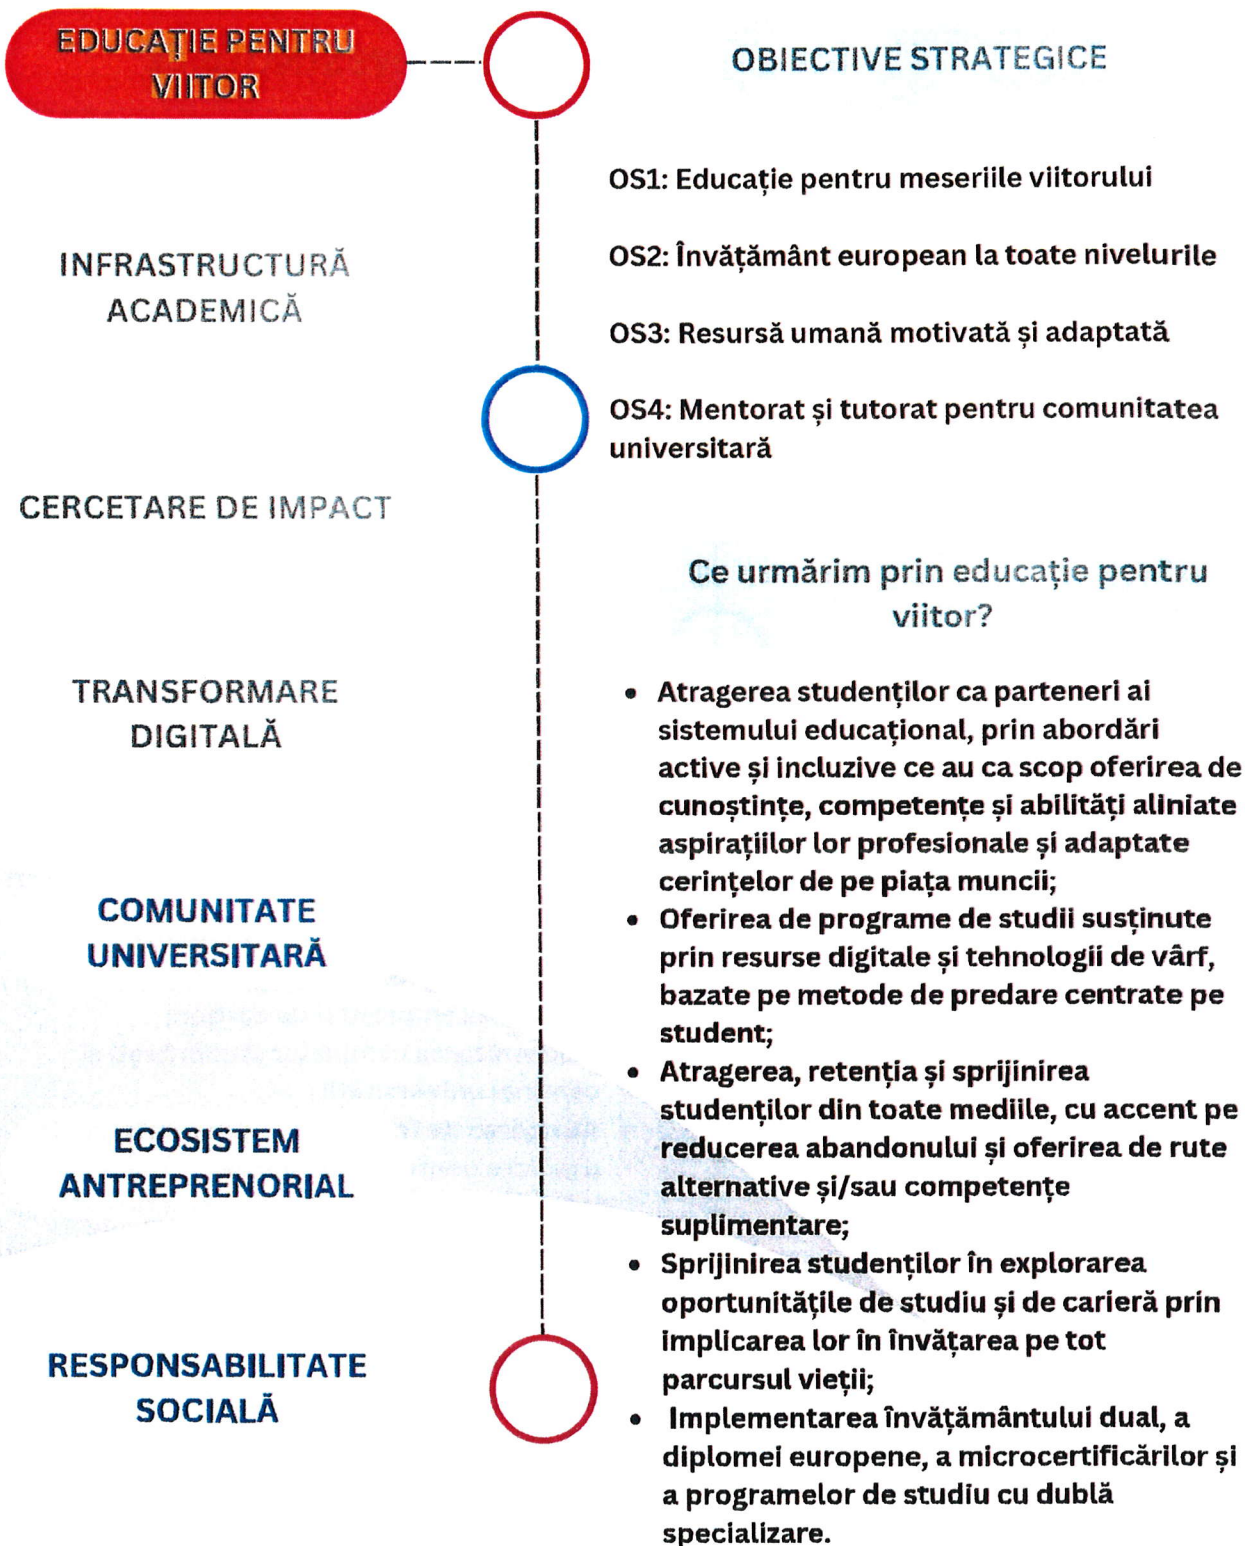 EDUCAȚIE PENTRU
VIITOR
INFRASTRUCTURĂ
ACADEMICĂ
CERCETARE DE IMPACT
TRANSFORMARE
DIGITALĂ
COMUNITATE
UNIVERSITARĂ
ECOSISTEM
ANTREPRENORIAL
RESPONSABILITATE
SOCIALĂ
OBIECTIVE STRATEGICE
OS1: Educație pentru meseriile viitorului
OS2: Învățământ european la toate nivelurile
OS3: Resursă umană motivată și adaptată
OS4: Mentorat și tutorat pentru comunitatea
universitară
Ce urmărim prin educație pentru
viitor?
• Atragerea studenților ca parteneri ai
sistemului educațional, prin abordări
active și incluzive ce au ca scop oferirea de
cunoștințe, competențe și abilități aliniate
aspirațiilor lor profesionale și adaptate
cerințelor de pe piața muncii;
• Oferirea de programe de studii susținute
prin resurse digitale și tehnologii de vârf,
bazate pe metode de predare centrate pe
student;
• Atragerea, retenția și sprijinirea
studenților din toate mediile, cu accent pe
reducerea abandonului și oferirea de rute
alternative și/sau competențe
suplimentare;
• Sprijinirea studenților în explorarea
oportunitățile de studiu și de carieră prin
implicarea lor în învățarea pe tot
parcursul vieții;
• Implementarea învățământului dual, a
diplomei europene, a microcertificărilor și
a programelor de studiu cu dublă
specializare.